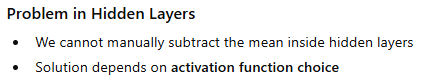 Problem in Hidden Layers
• We cannot manually subtract the mean inside hidden layers
• Solution depends on activation function choice